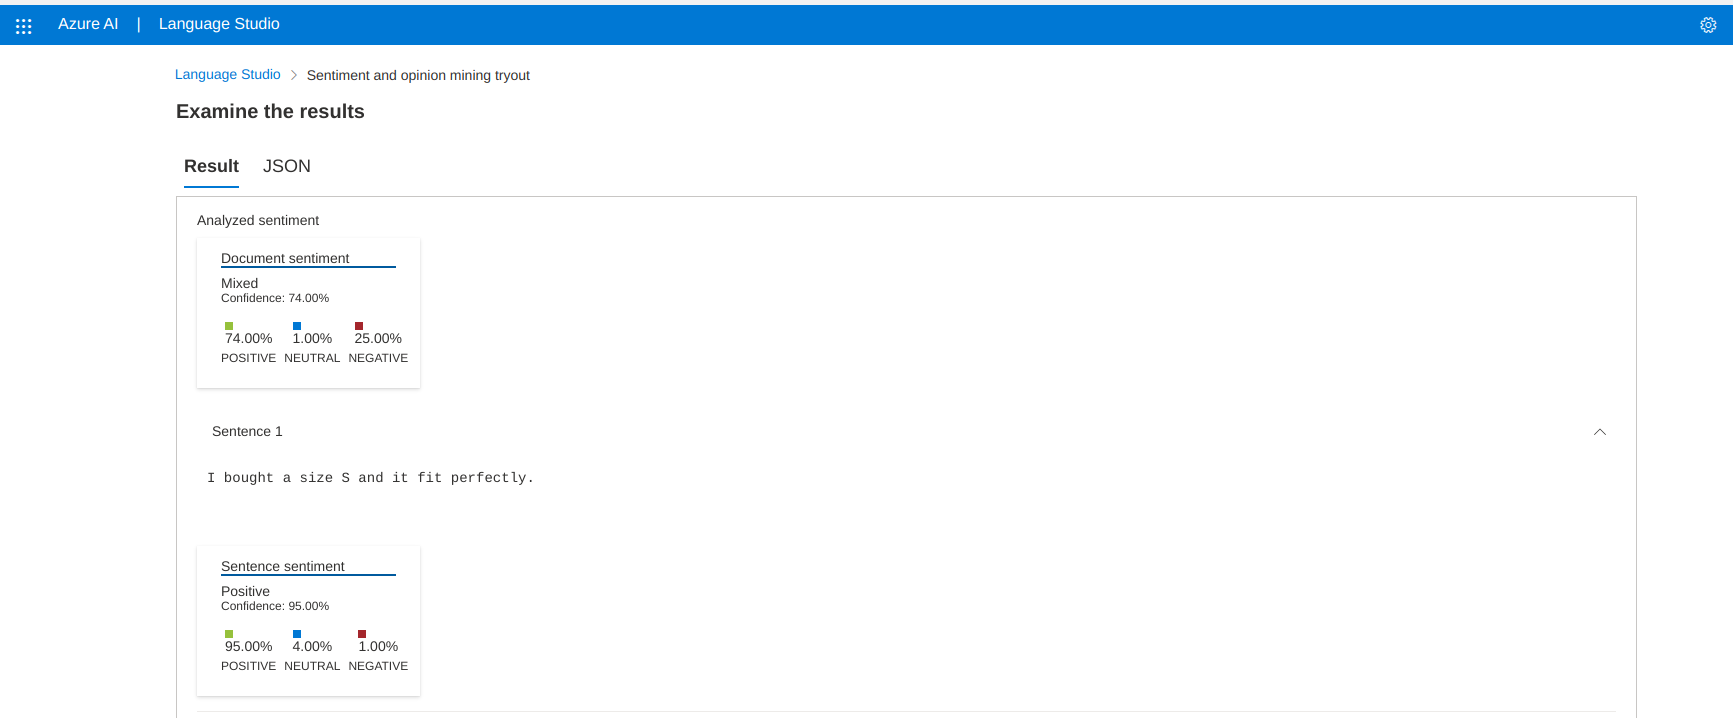 Azure AI | Language Studio
Language Studio > Sentiment and opinion mining tryout
Examine the results
Result JSON
Analyzed sentiment
Document sentiment
Mixed
Confidence: 74.00%
74.00% 1.00% 25.00%
POSITIVE NEUTRAL NEGATIVE
Sentence 1
I bought a size S and it fit perfectly.
Sentence sentiment
Positive
Confidence: 95.00%
95.00% 4.00% 1.00%
POSITIVE NEUTRAL NEGATIVE